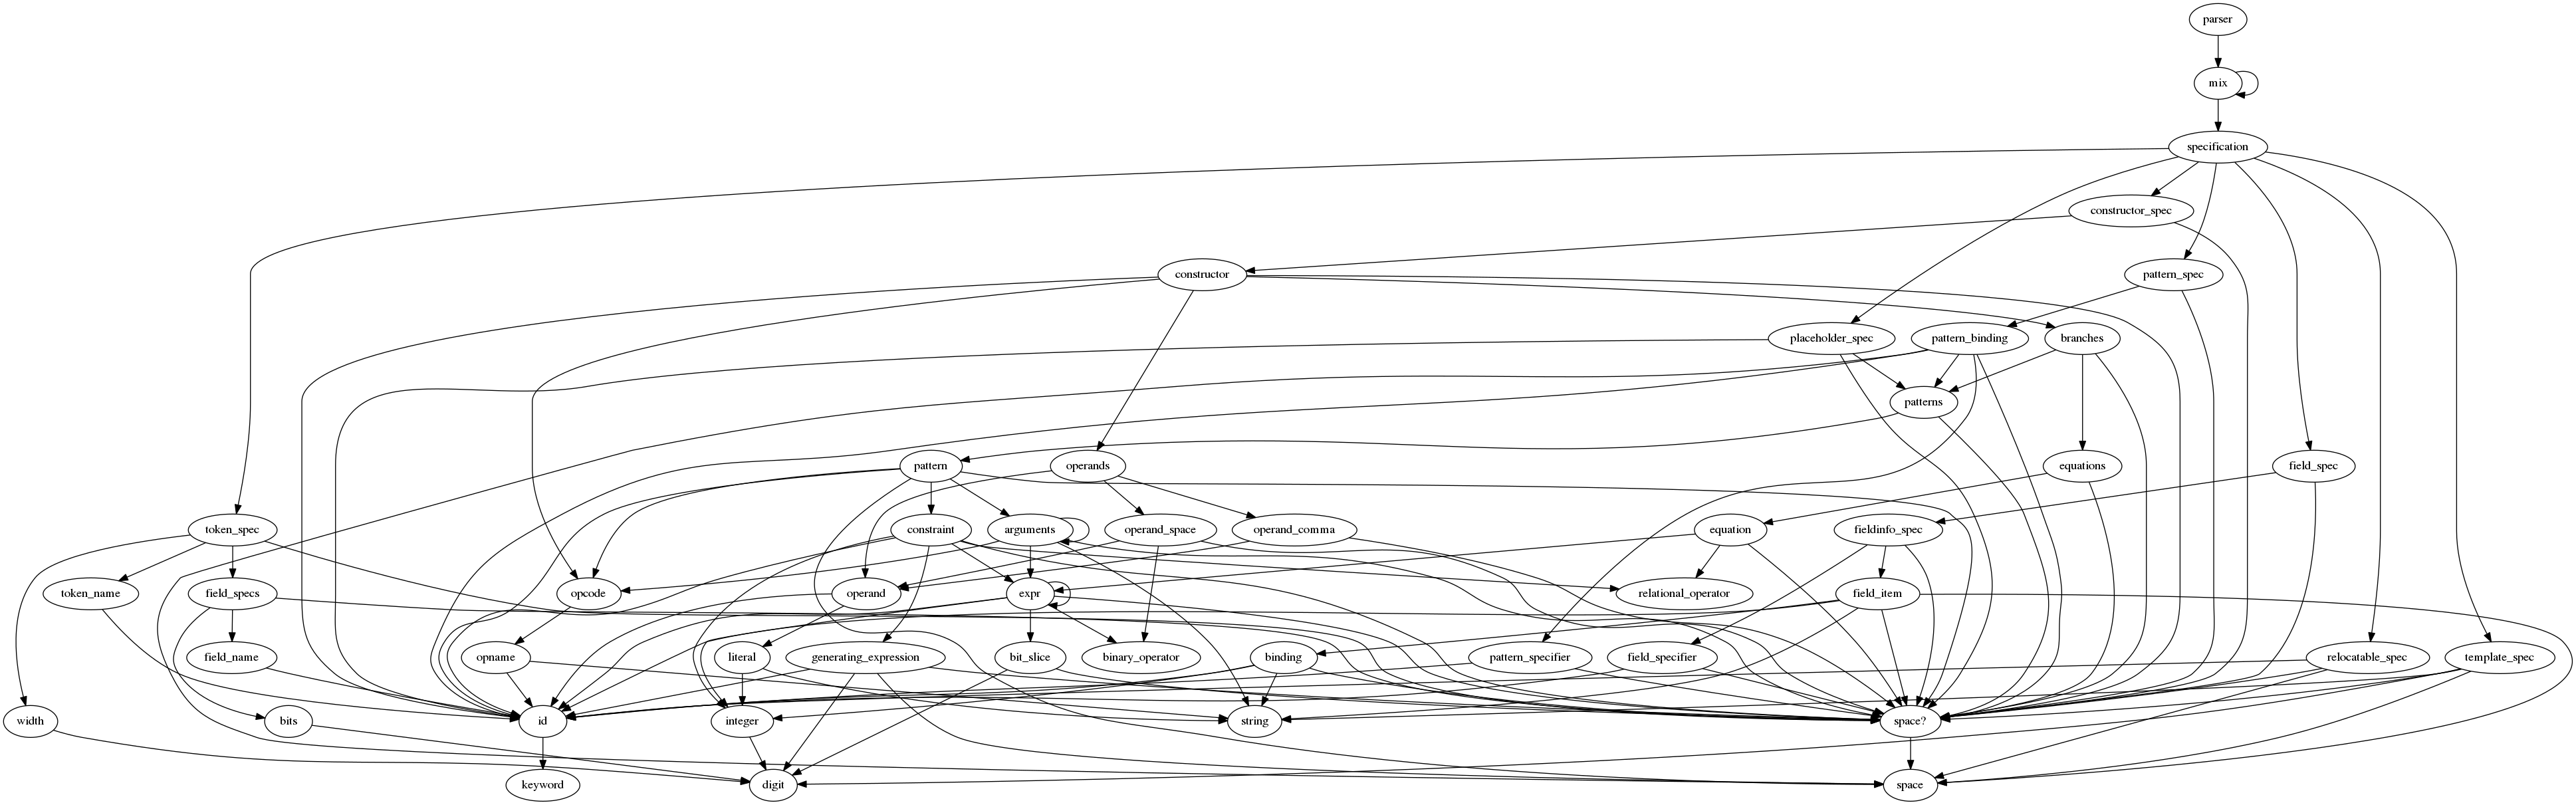 parser
mix
specification
constructor_spec
constructor
pattern_spec
placeholder_spec
pattern_binding
branches
patterns
pattern
operands
equations
field_spec
token_spec
constraint
arguments
operand_space
operand_comma
equation
fieldinfo_spec
token_name
field_specs
opcode
operand
expr
relational_operator
field_item
field_name
opname
literal
generating_expression
bit_slice
binary_operator
binding
pattern_specifier
field_specifier
relocatable_spec
template_spec
width
bits
id
integer
string
space?
keyword
digit
space